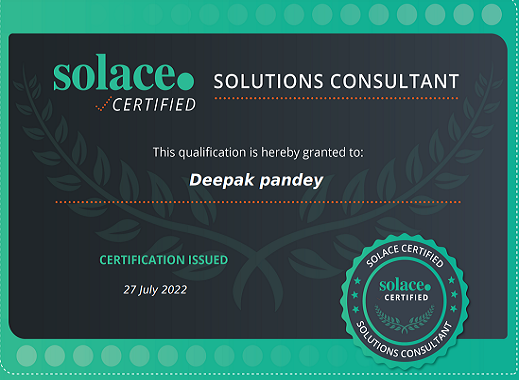 solace.
CERTIFIED
SOLUTIONS CONSULTANT
This qualification is hereby granted to:
Deepak pandey
CERTIFICATION ISSUED
27 July 2022
SOLACE CERTIFIED
solace.
CERTIFIED
SOLUTIONS CONSULTANT